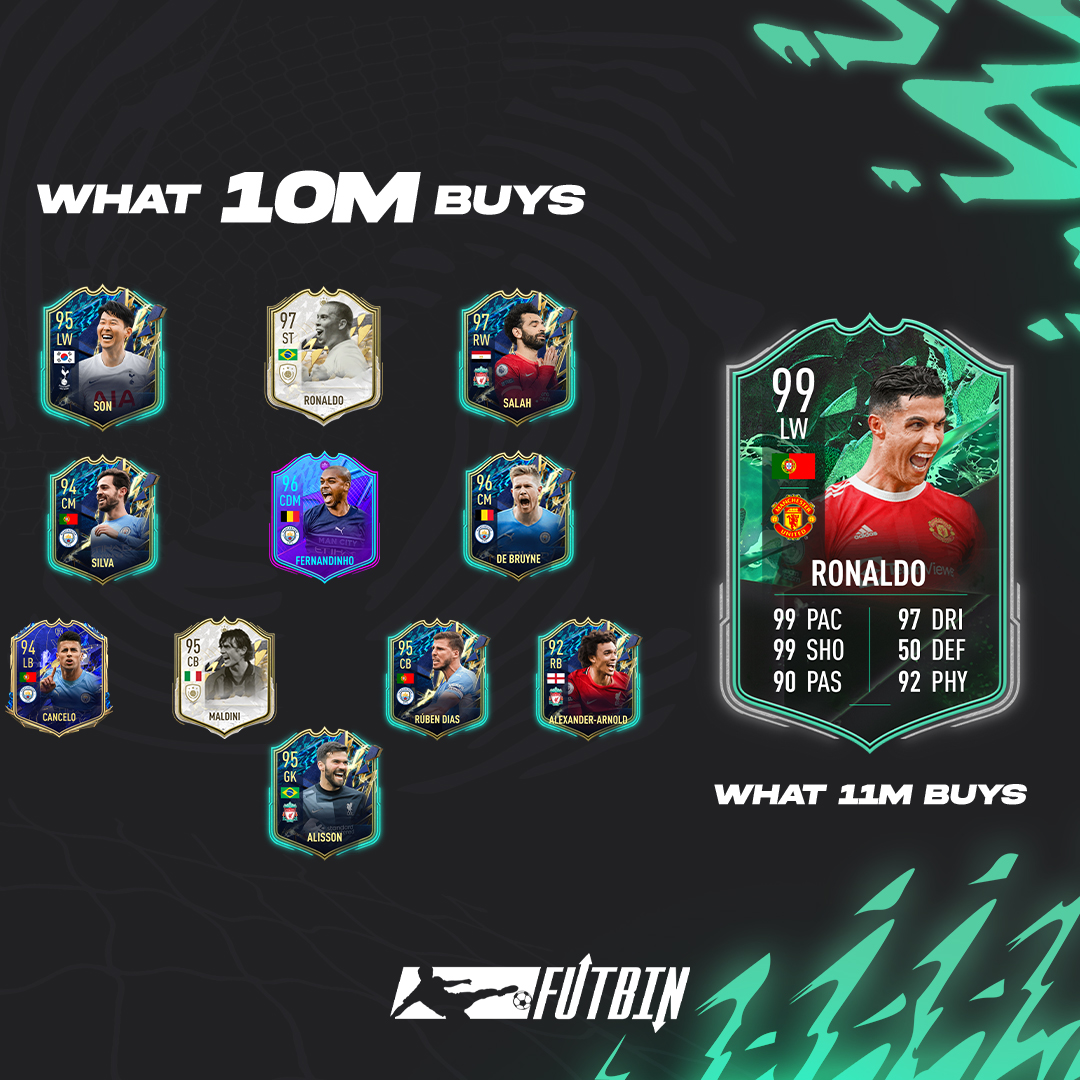 WHAT 10M BUYS
95
LW
SON
97
ST
RONALDO
97
RW
SALAH
94
CM
SILVA
96
CDM
FERNANDINHO
96
CM
DE BRUYNE
94
LB
CANCELO
95
CB
MALDINI
95
CB
RÚBEN DIAS
92
RB
ALEXANDER-ARNOLD
95
GK
ALISSON
99
LW
MANCHESTER
UNITED
RONALDO
99 PAC 97 DRI
99 SHO 50 DEF
90 PAS 92 PHY
WHAT 11M BUYS
FUTBIN